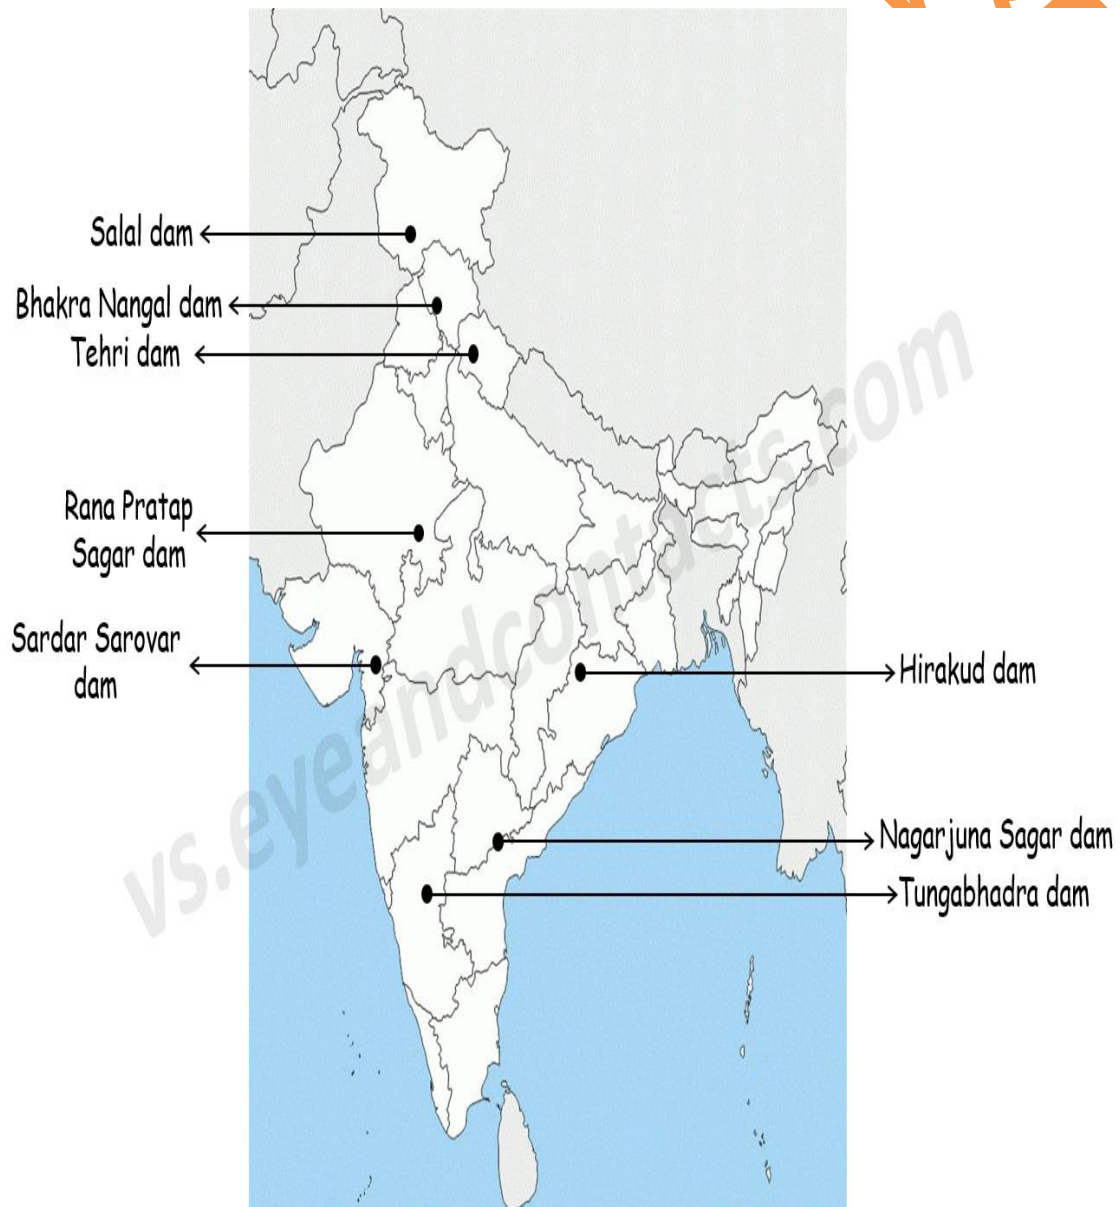 Salal dam
Bhakra Nangal dam
Tehri dam
Rana Pratap
Sagar dam
Sardar Sarovar
dam
Hirakud dam
Nagarjuna Sagar dam
Tungabhadra dam
vs.eyeandcontacts.com